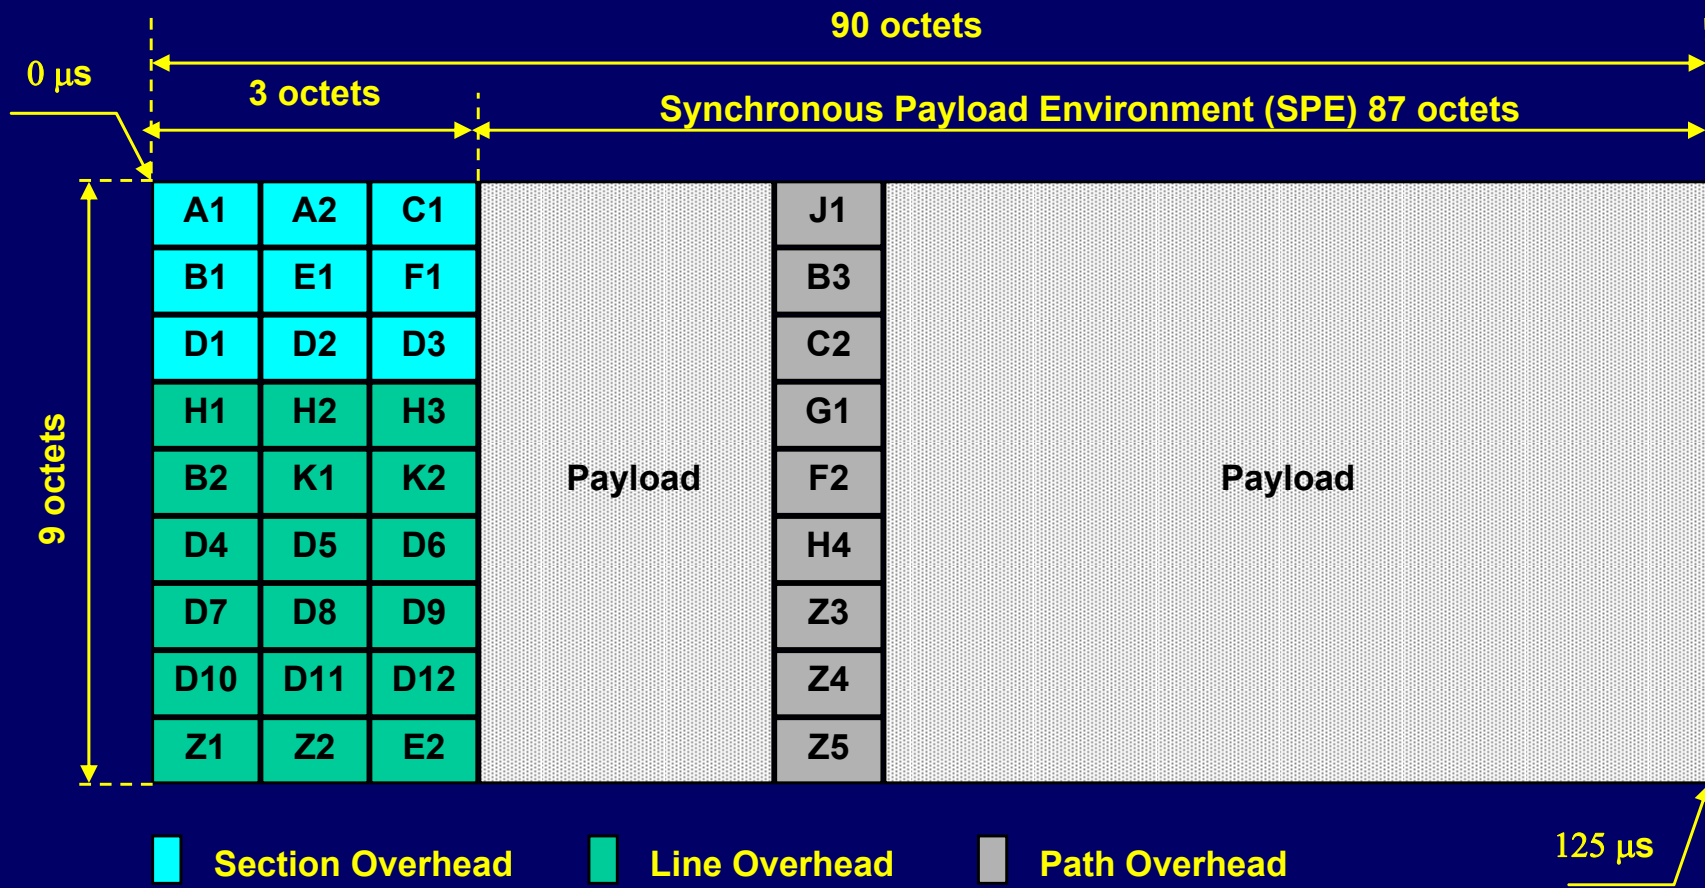 90 octets
0 μs
3 octets
Synchronous Payload Environment (SPE) 87 octets
A1 A2 C1 J1
B1 E1 F1 B3
D1 D2 D3 C2
H1 H2 H3 G1
9 octets
B2 K1 K2 Payload F2 Payload
D4 D5 D6 H4
D7 D8 D9 Z3
D10 D11 D12 Z4
Z1 Z2 E2 Z5
Section Overhead Line Overhead Path Overhead
125 μs